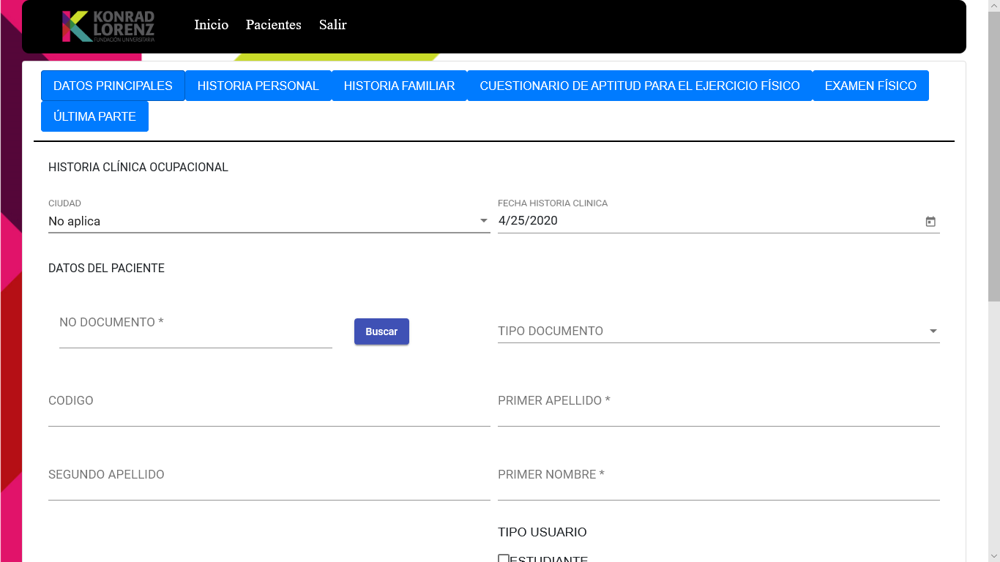 KONRAD
LORENZ
FUNDACIÓN UNIVERSITARIA
Inicio Pacientes Salir
DATOS PRINCIPALES HISTORIA PERSONAL HISTORIA FAMILIAR CUESTIONARIO DE APTITUD PARA EL EJERCICIO FÍSICO EXAMEN FÍSICO
ÚLTIMA PARTE
HISTORIA CLÍNICA OCUPACIONAL
CIUDAD FECHA HISTORIA CLINICA
No aplica 4/25/2020
DATOS DEL PACIENTE
NO DOCUMENTO * Buscar TIPO DOCUMENTO
CODIGO PRIMER APELLIDO *
SEGUNDO APELLIDO PRIMER NOMBRE *
TIPO USUARIO
ESTUDIANTE